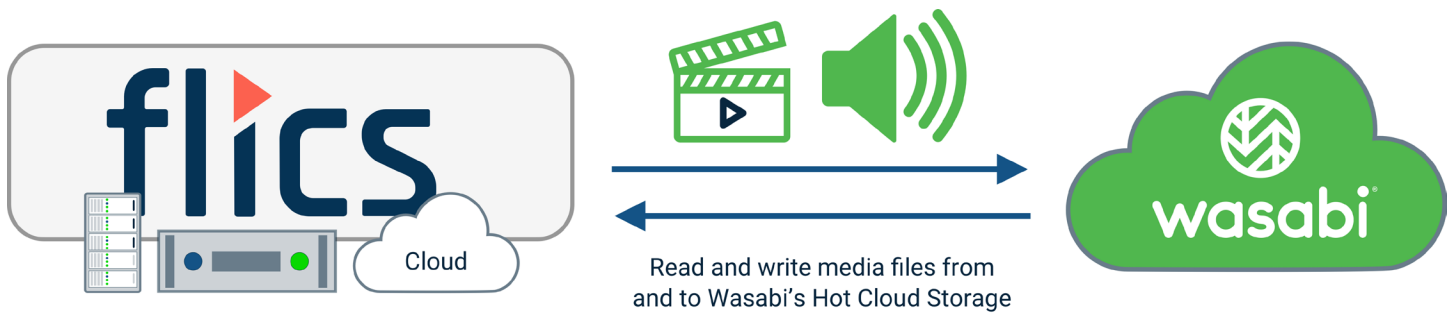 flics
Cloud
Read and write media files from
and to Wasabi's Hot Cloud Storage
wasabi®